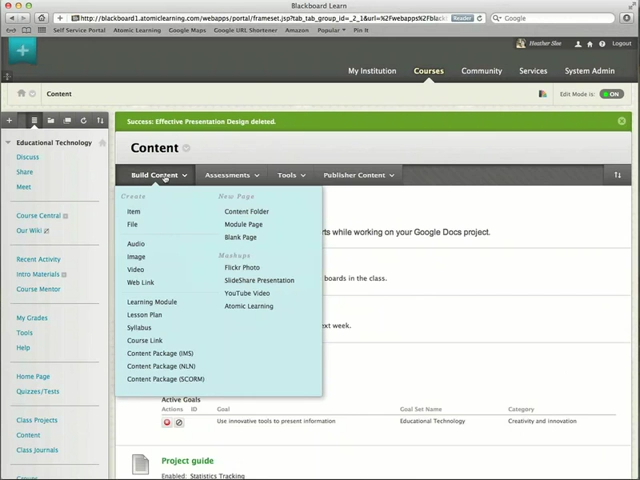 Blackboard Learn
http://blackboard1.atomiclearning.com/webapps/portal/frameset.jsp?tab_tab_group_id=_2_1&url=%2Fwebapps%2Fblack
Reader
Google
Self Service Portal
Atomic Learning
Google Maps
Google URL Shortener
Amazon
Popular
Pin It
Logout
My Institution
Courses
Community
Services
System Admin
Content
Edit Mode is:
ON
Success: Effective Presentation Design deleted.
Educational Technology
Discuss
Share
Meet
Course Central
Our Wiki
Recent Activity
Intro Materials
Course Mentor
My Grades
Tools
Help
Home Page
Quizzes/Tests
Class Projects
Content
Class Journals
Content
Build Content
Assessments
Tools
Publisher Content
Create
Item
File
Audio
Image
Video
Web Link
Learning Module
Lesson Plan
Syllabus
Course Link
Content Package (IMS)
Content Package (NLN)
Content Package (SCORM)
New Page
Content Folder
Module Page
Blank Page
Mashups
Flickr Photo
SlideShare Presentation
YouTube Video
Atomic Learning
rts while working on your Google Docs project.
boards in the class.
next week.
Active Goals
Actions ID Goal Goal Set Name Category
Use innovative tools to present information Educational Technology Creativity and innovation
Project guide
Enabled: Statistics Tracking